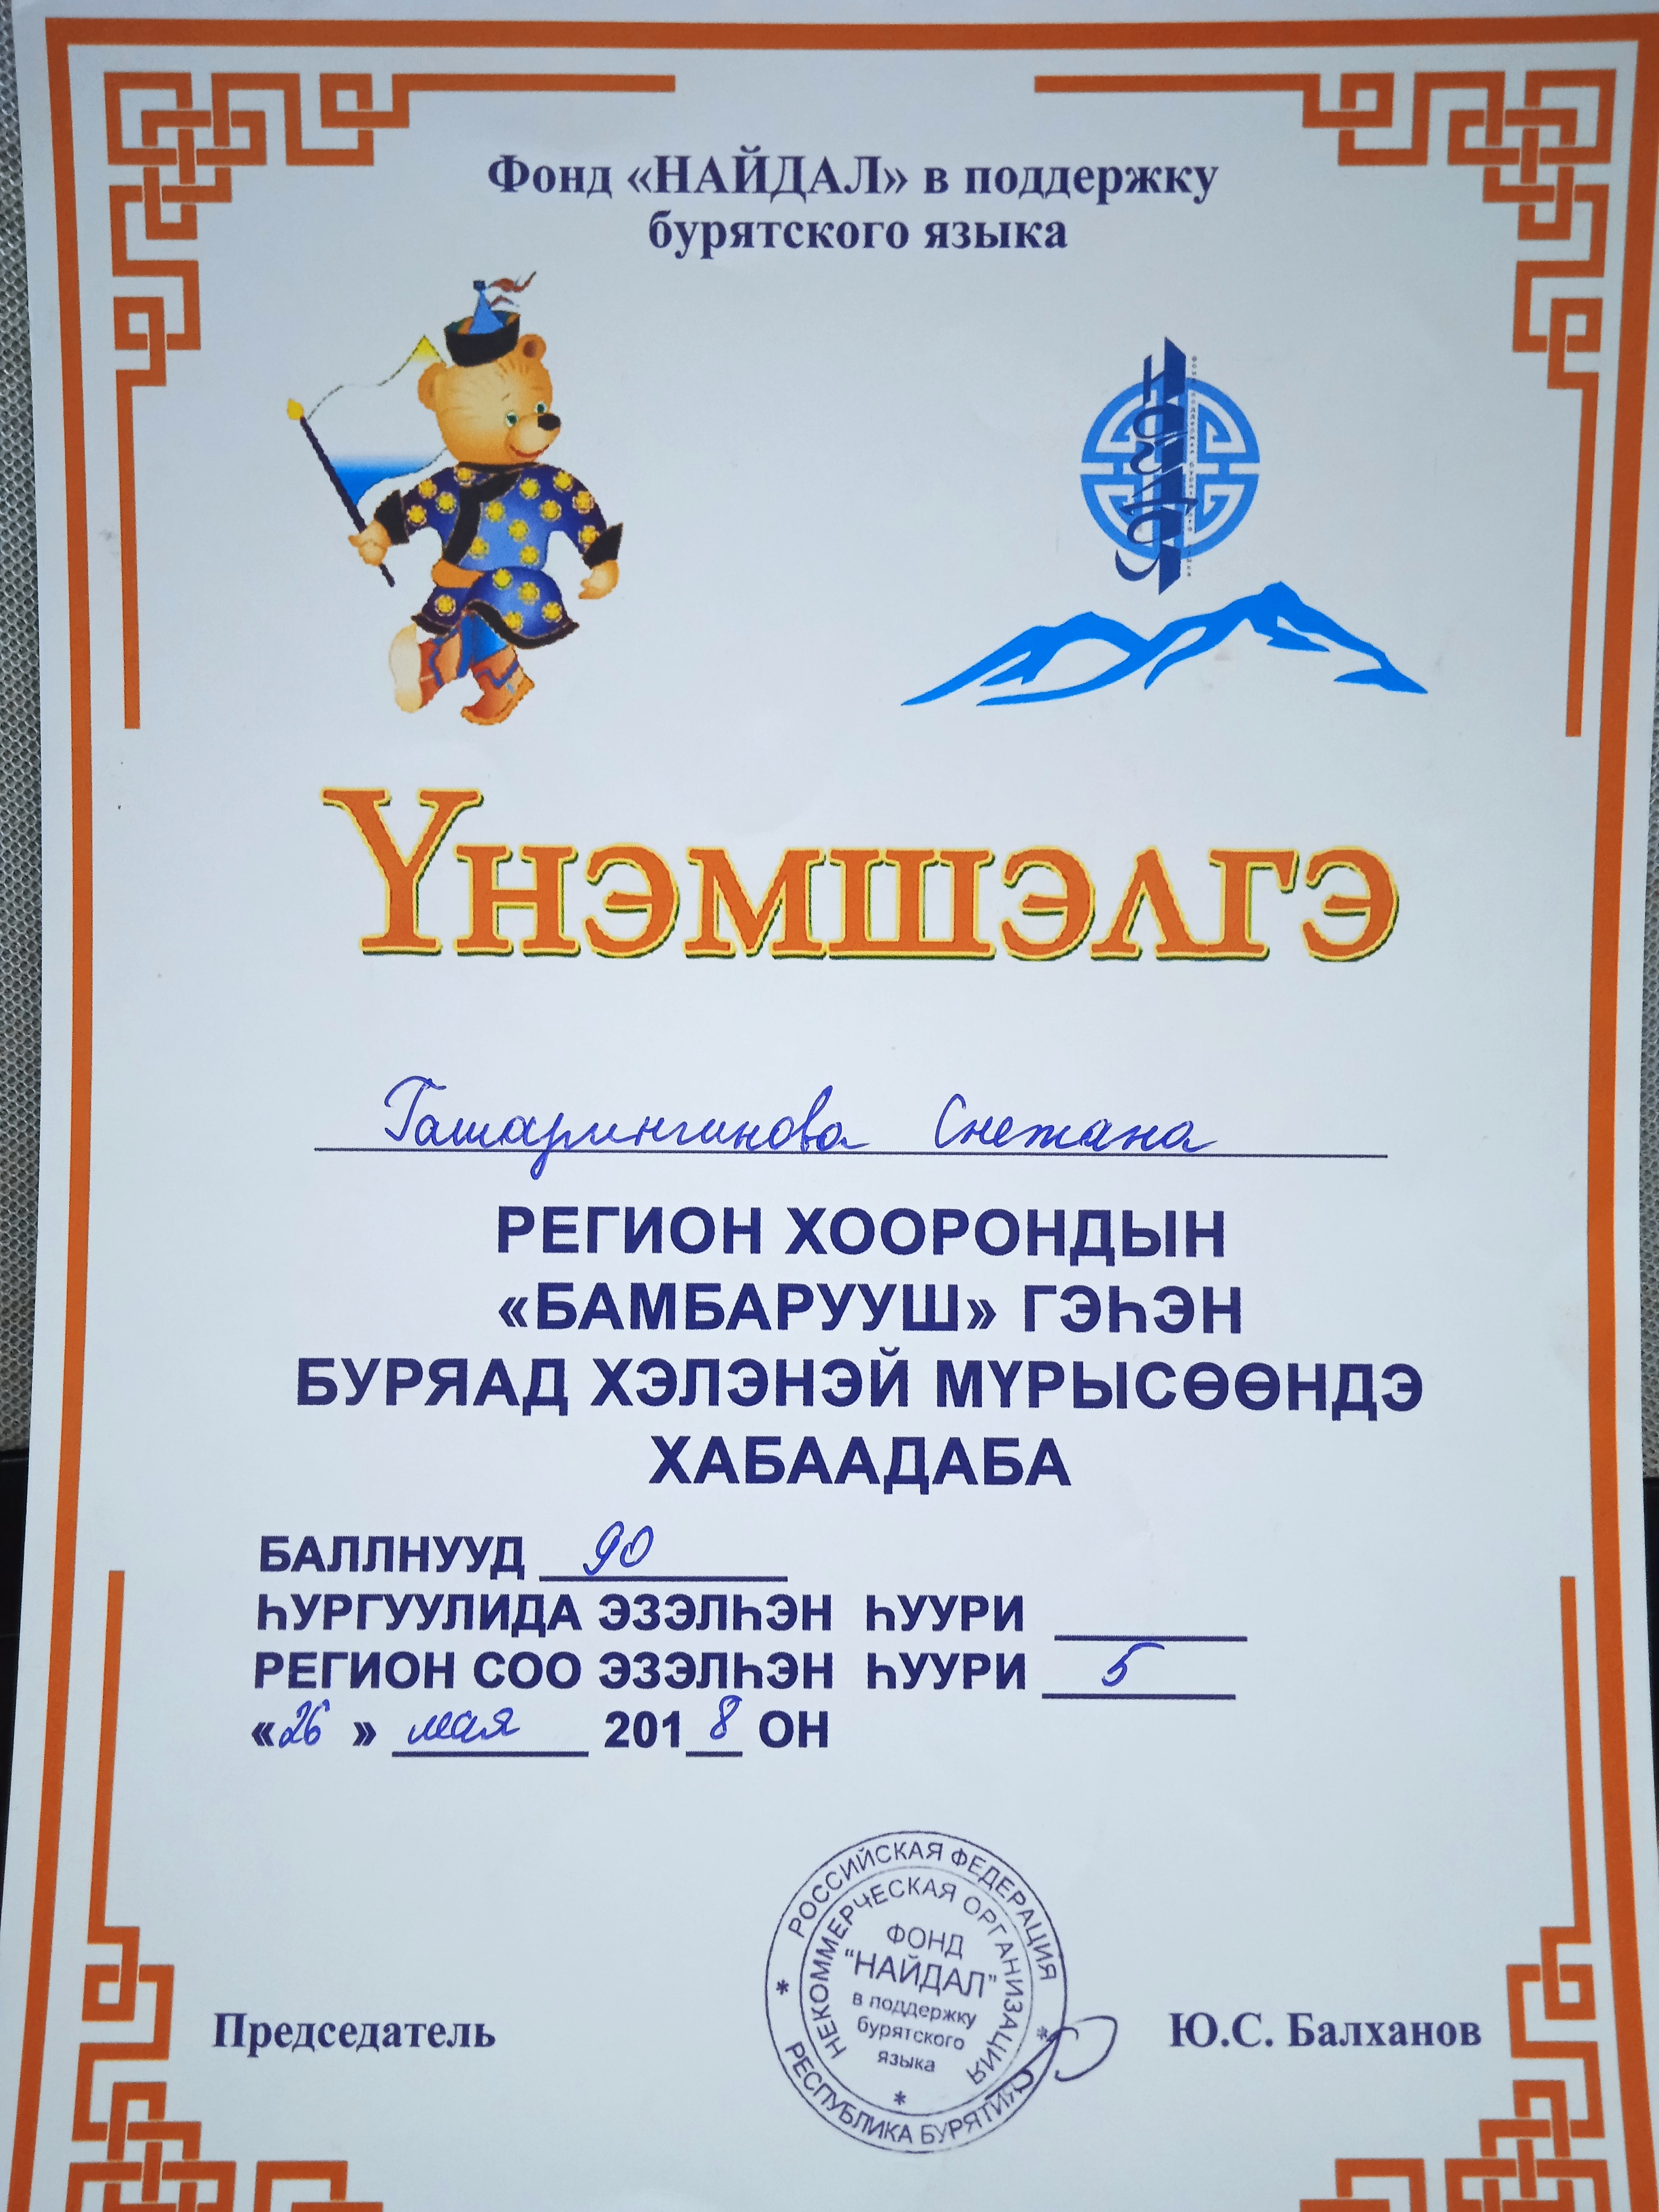 Фонд «НАЙДАЛ» в поддержку
бурятского языка
Үнэмшэлгэ
Гашарингинова Снежана
РЕГИОН ХООРОНДЫН
«БАМБАРУУШ» ГЭҺЭН
БУРЯАД ХЭЛЭНЭЙ МҮРЫСӨӨНДЭ
ХАБААДАБА
БАЛЛНУУД 90
ҺУРГУУЛИДА ЭЗЭЛҺЭН ҺУУРИ
РЕГИОН СОО ЭЗЭЛҺЭН ҺУУРИ 5
«26» мая 2018 ОН
РОССИЙСКАЯ ФЕДЕРАЦИЯ
НЕКОММЕРЧЕСКАЯ ОРГАНИЗАЦИЯ
ФОНД
"НАЙДАЛ"
в поддержку
бурятского
языка
РЕСПУБЛИКА БУРЯТИЯ
Председатель Ю.С. Балханов